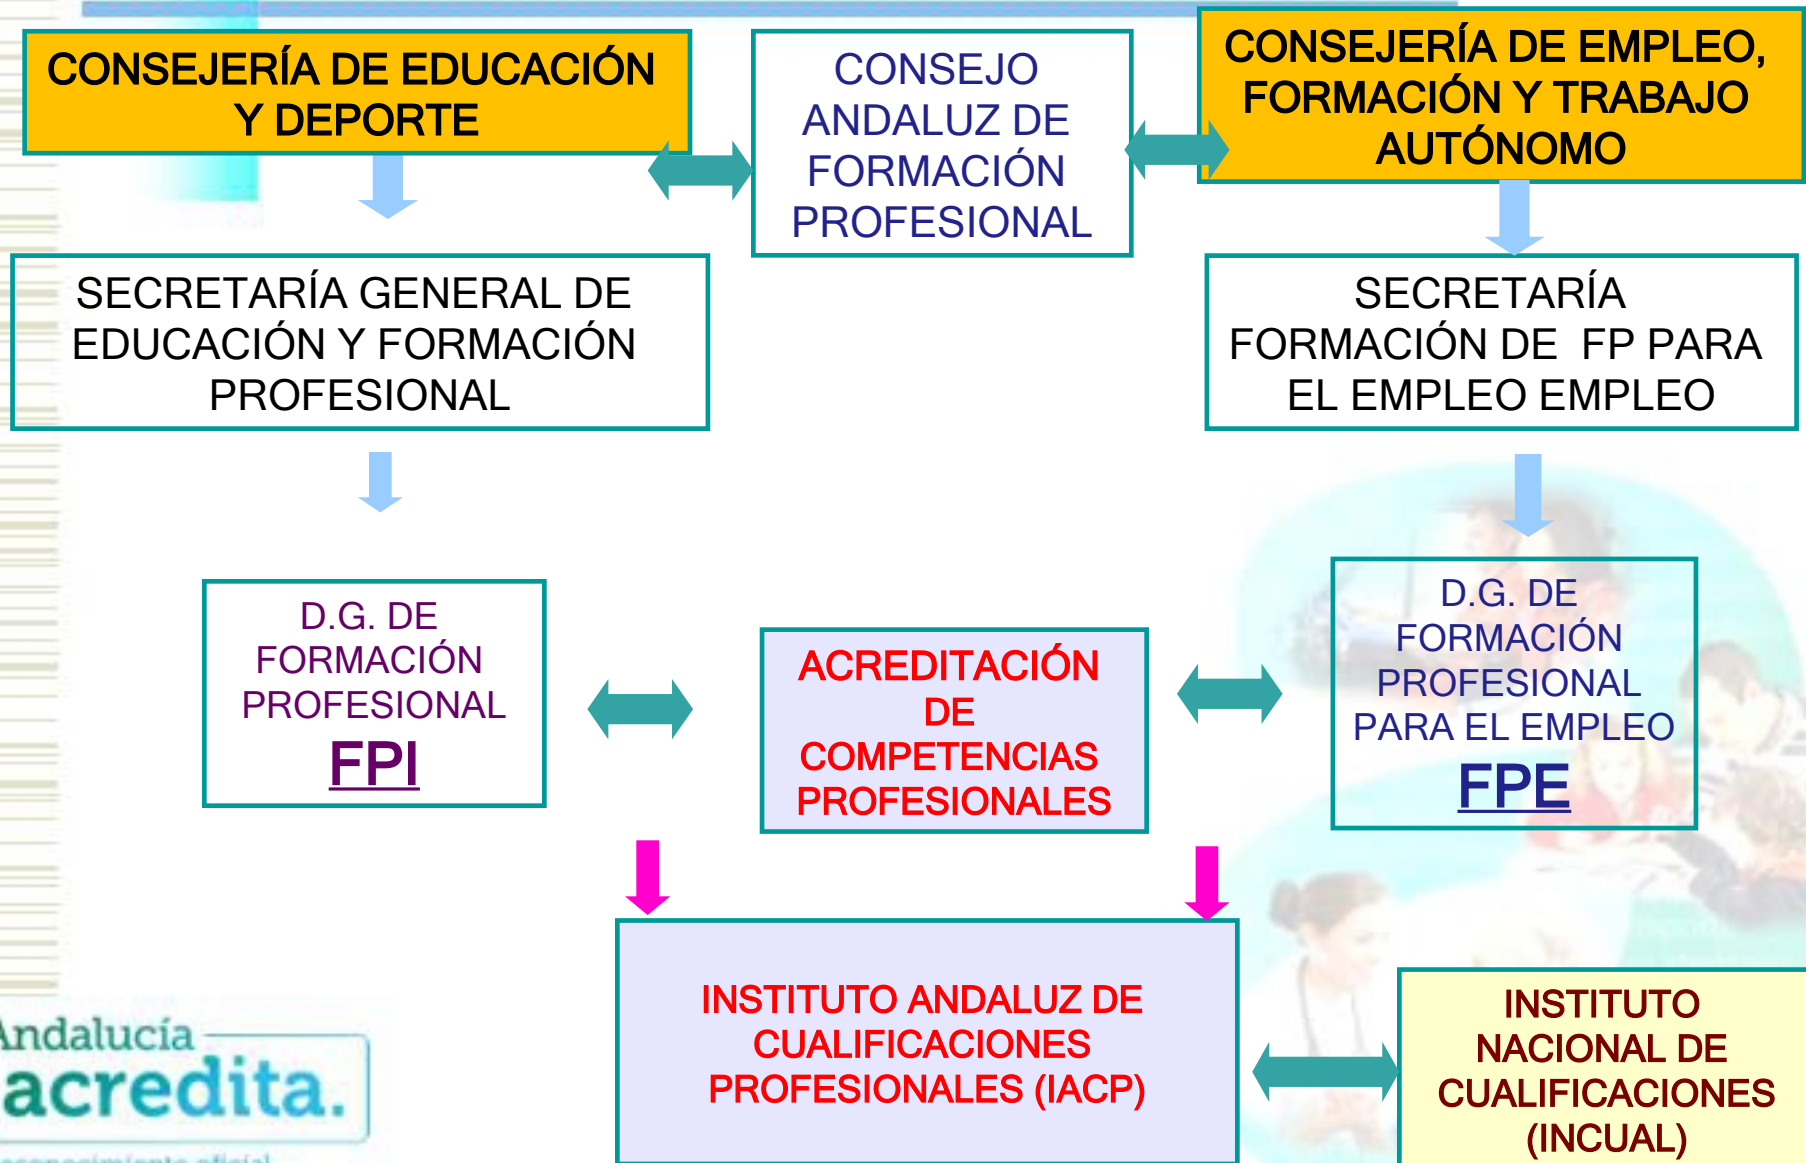 CONSEJERÍA DE EDUCACIÓN
Y DEPORTE
CONSEJO
ANDALUZ DE
FORMACIÓN
PROFESIONAL
CONSEJERÍA DE EMPLEO,
FORMACIÓN Y TRABAJO
AUTÓNOMO
SECRETARÍA GENERAL DE
EDUCACIÓN Y FORMACIÓN
PROFESIONAL
SECRETARÍA
FORMACIÓN DE FP PARA
EL EMPLEO EMPLEO
D.G. DE
FORMACIÓN
PROFESIONAL
FPI
ACREDITACIÓN
DE
COMPETENCIAS
PROFESIONALES
D.G. DE
FORMACIÓN
PROFESIONAL
PARA EL EMPLEO
FPE
INSTITUTO ANDALUZ DE
CUALIFICACIONES
PROFESIONALES (IACP)
INSTITUTO
NACIONAL DE
CUALIFICACIONES
(INCUAL)
Andalucía
acredita.